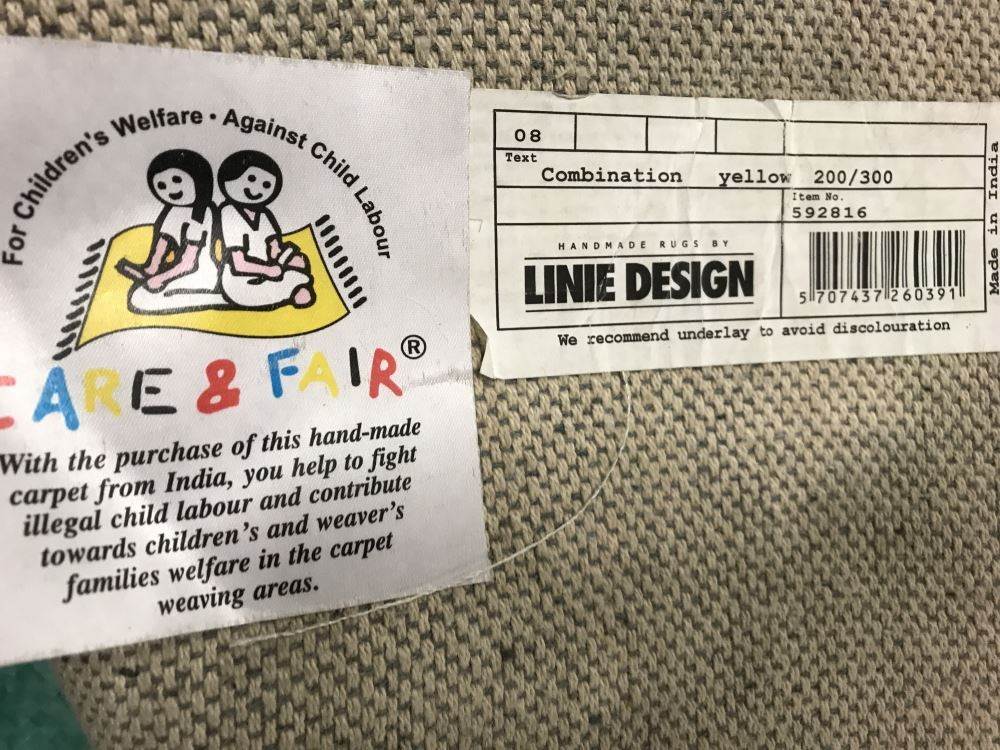 For Children's Welfare • Against Child Labour
CARE & FAIR®
With the purchase of this hand-made
carpet from India, you help to fight
illegal child labour and contribute
towards children's and weaver's
families welfare in the carpet
weaving areas.
08
Text
Combination yellow 200/300
Item No.
592816
HANDMADE RUGS BY
LINIE DESIGN
5 707437 260391
We recommend underlay to avoid discolouration
Made in India